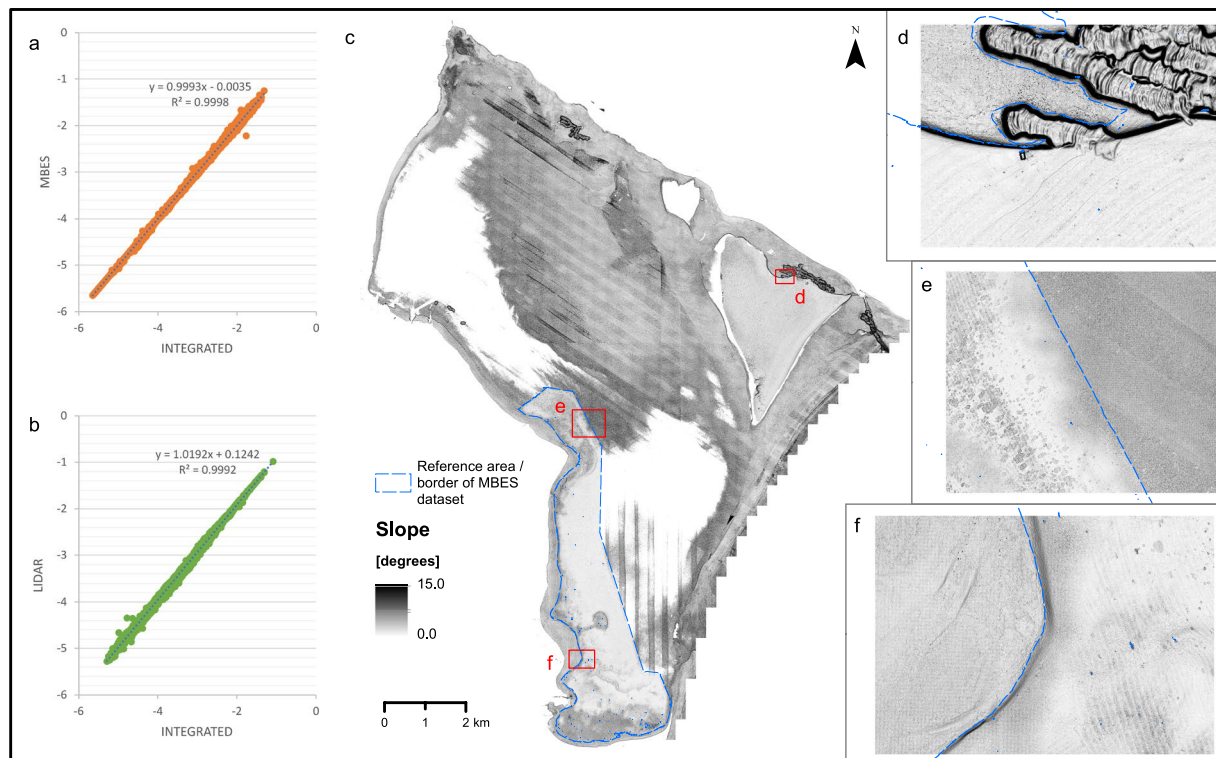 a
0
-1
-2
-3
-4
-5
-6
y = 0.9993x - 0.0035
R² = 0.9998
MBES
-6
-4
-2
0
INTEGRATED
b
0
-1
-2
-3
-4
-5
-6
y = 1.0192x + 0.1242
R² = 0.9992
LIDAR
-6
-4
-2
0
INTEGRATED
c
N
d
e
f
Reference area /
border of MBES
dataset
Slope
[degrees]
15.0
0.0
0 1 2 km
d
e
f